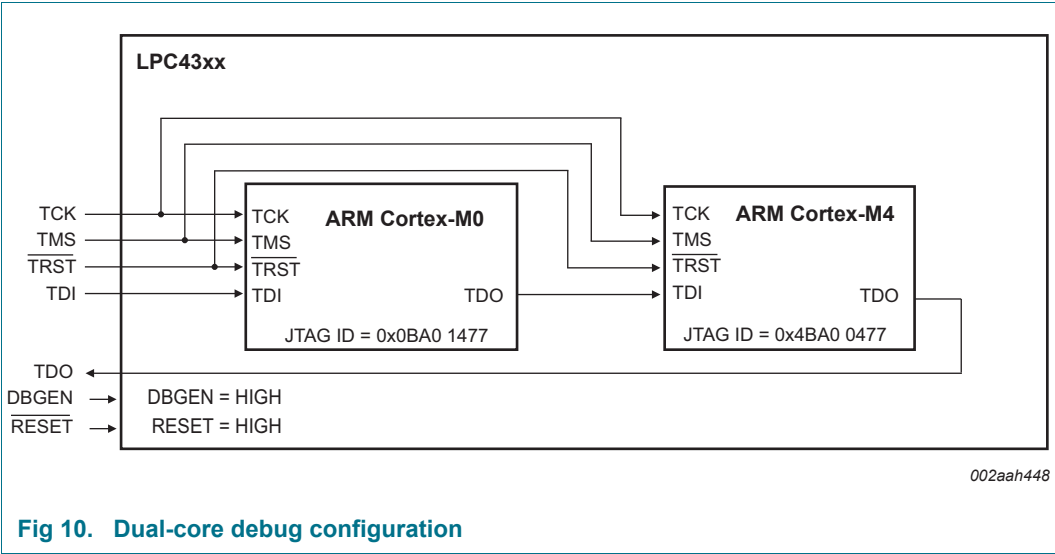 LPC43xx
TCK
TMS
TRST
TDI
TCK
TMS
TRST
TDI
ARM Cortex-M0
TDO
JTAG ID = 0x0BA0 1477
TCK
TMS
TRST
TDI
ARM Cortex-M4
TDO
JTAG ID = 0x4BA0 0477
TDO
DBGEN
RESET
DBGEN = HIGH
RESET = HIGH
002aah448
Fig 10. Dual-core debug configuration